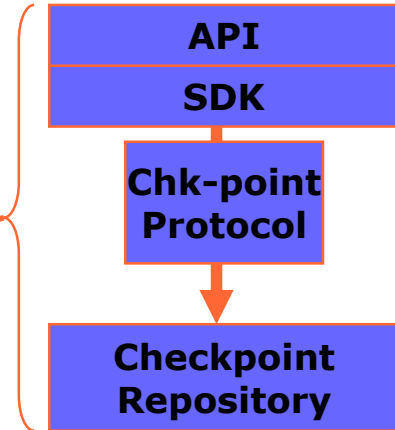 API
SDK
Chk-point
Protocol
Checkpoint
Repository